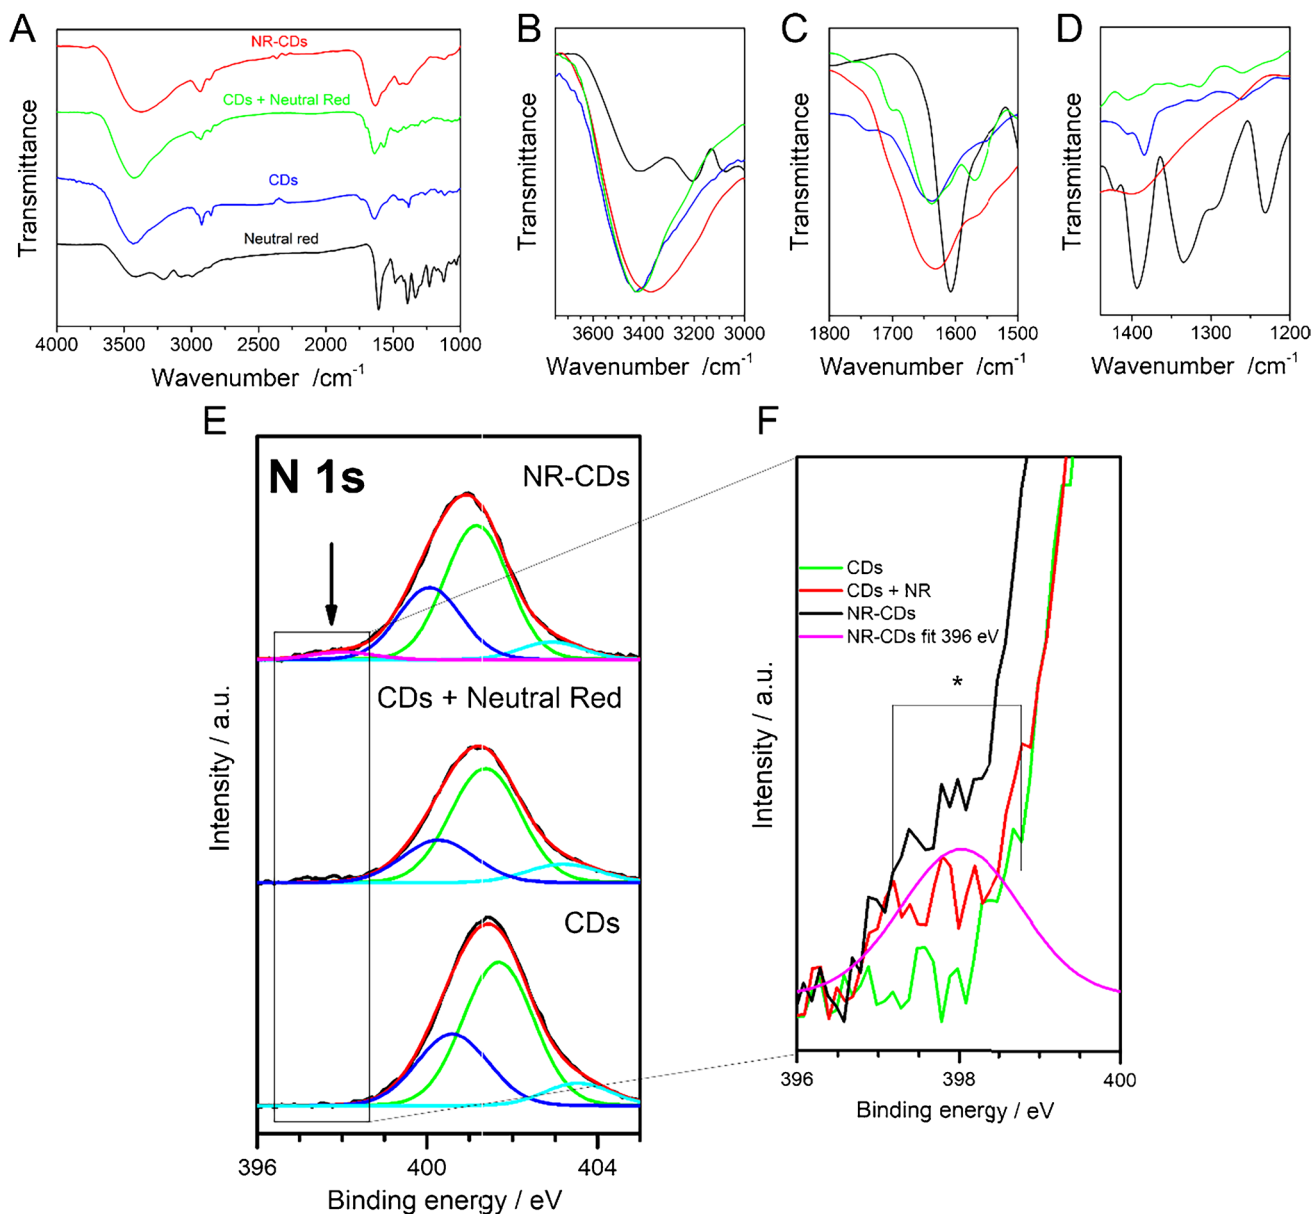 A
NR-CDs
CDs + Neutral Red
CDs
Neutral red
Transmittance
4000 3500 3000 2500 2000 1500 1000
Wavenumber /cm⁻¹
B
Transmittance
3600 3400 3200 3000
Wavenumber /cm⁻¹
C
Transmittance
1800 1700 1600 1500
Wavenumber /cm⁻¹
D
Transmittance
1400 1300 1200
Wavenumber /cm⁻¹
E
N 1s
NR-CDs
CDs + Neutral Red
CDs
Intensity / a.u.
396 400 404
Binding energy / eV
F
CDs
CDs + NR
NR-CDs
NR-CDs fit 396 eV
*
Intensity / a.u.
396 398 400
Binding energy / eV